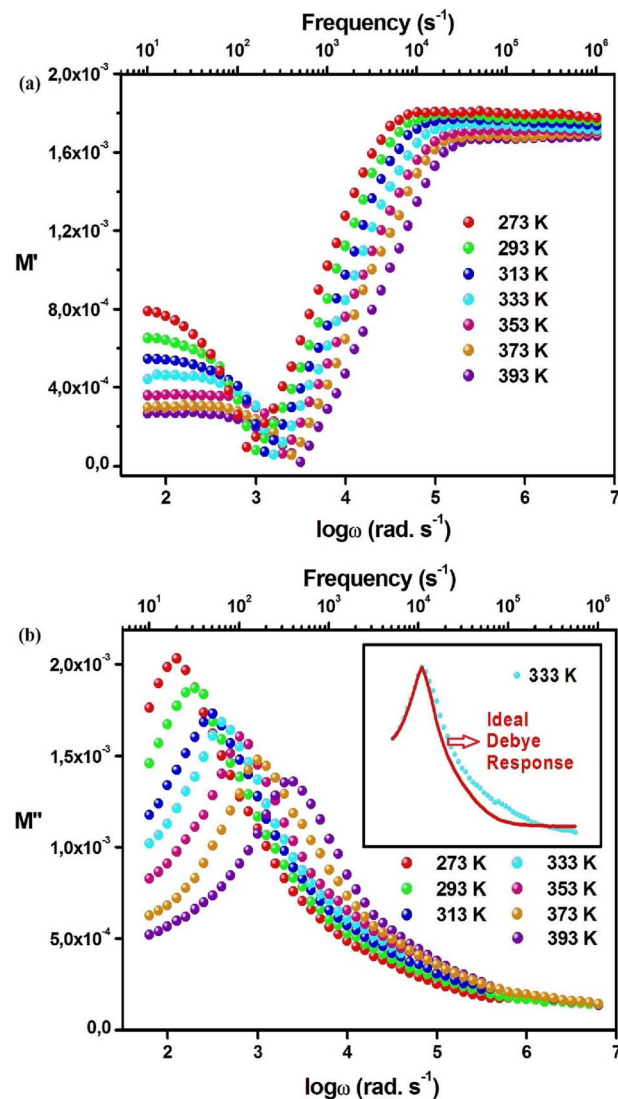 Frequency (s⁻¹)
10¹ 10² 10³ 10⁴ 10⁵ 10⁶
(a)
2,0x10⁻³
1,6x10⁻³
1,2x10⁻³
8,0x10⁻⁴
4,0x10⁻⁴
0,0
M'
273 K
293 K
313 K
333 K
353 K
373 K
393 K
2 3 4 5 6 7
logω (rad. s⁻¹)
Frequency (s⁻¹)
10¹ 10² 10³ 10⁴ 10⁵ 10⁶
(b)
2,0x10⁻³
1,5x10⁻³
1,0x10⁻³
5,0x10⁻⁴
0,0
M"
333 K
Ideal
Debye
Response
273 K 333 K
293 K 353 K
313 K 373 K
393 K
2 3 4 5 6 7
logω (rad. s⁻¹)